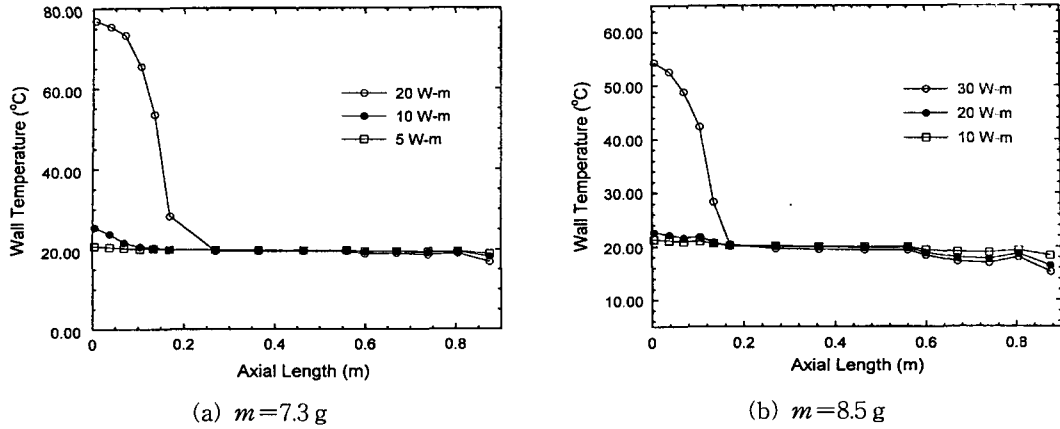 80.00
60.00
40.00
20.00
0.00
Wall Temperature (°C)
20 W-m
10 W-m
5 W-m
0
0.2
0.4
0.6
0.8
Axial Length (m)
(a) m=7.3 g
60.00
50.00
40.00
30.00
20.00
10.00
Wall Temperature (°C)
30 W-m
20 W-m
10 W-m
0
0.2
0.4
0.6
0.8
Axial Length (m)
(b) m=8.5 g